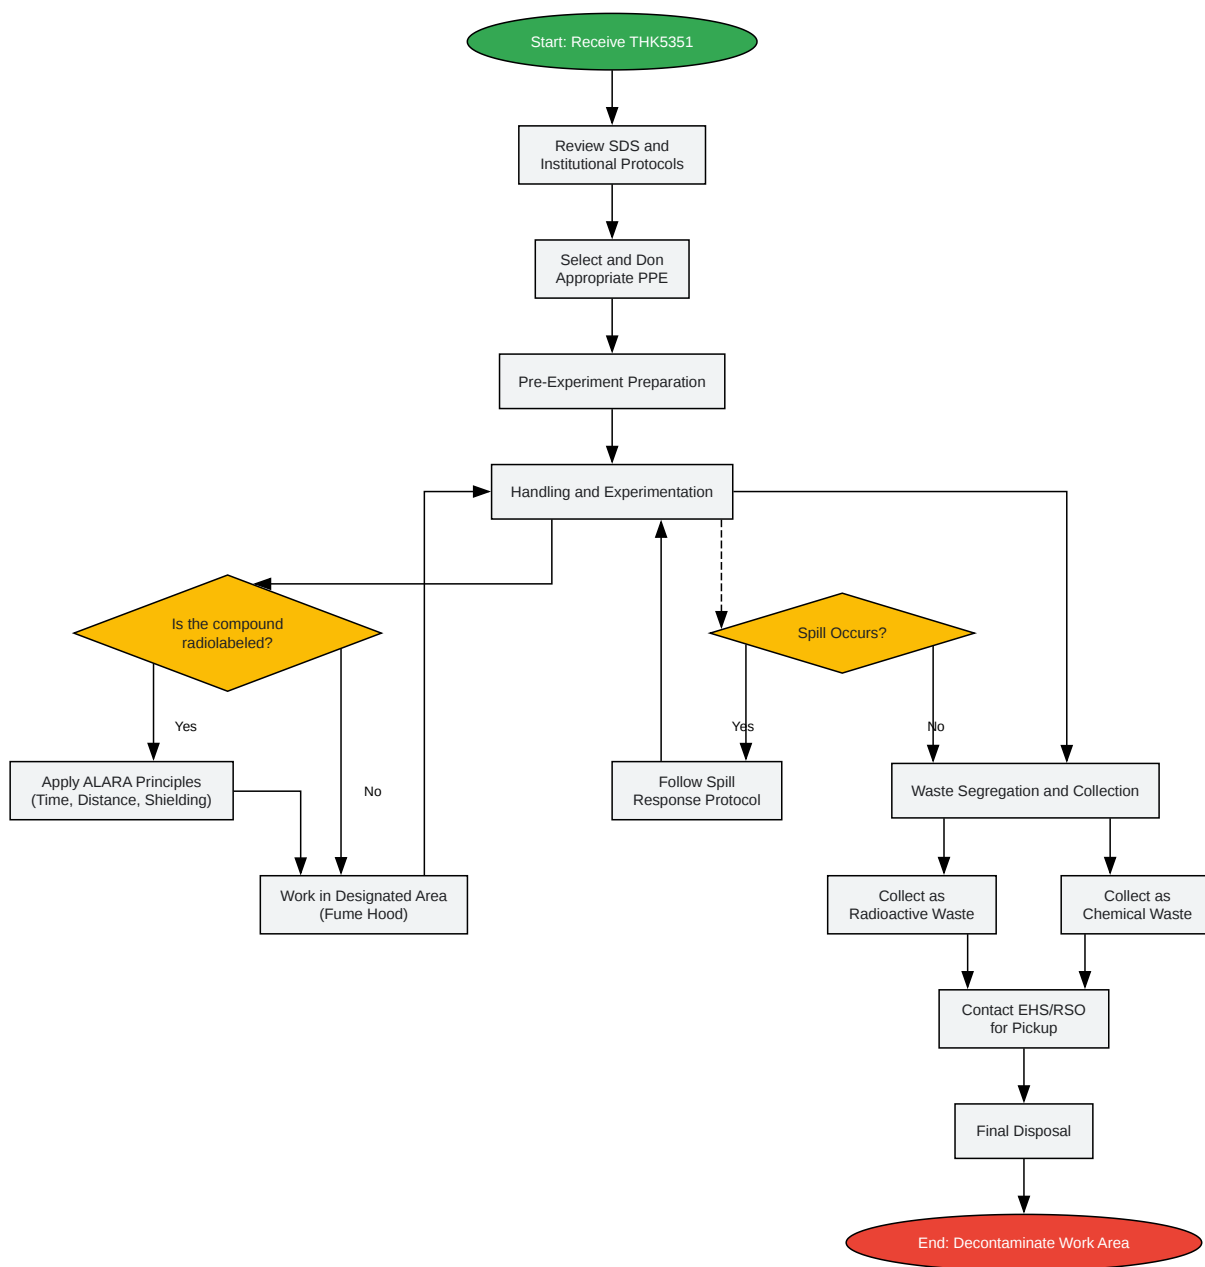 Start: Receive THK5351
Review SDS and
Institutional Protocols
Select and Don
Appropriate PPE
Pre-Experiment Preparation
Handling and Experimentation
Is the compound
radiolabeled?
Spill Occurs?
Yes
Yes
No
Apply ALARA Principles
(Time, Distance, Shielding)
No
Follow Spill
Response Protocol
Waste Segregation and Collection
Work in Designated Area
(Fume Hood)
Collect as
Radioactive Waste
Collect as
Chemical Waste
Contact EHS/RSO
for Pickup
Final Disposal
End: Decontaminate Work Area